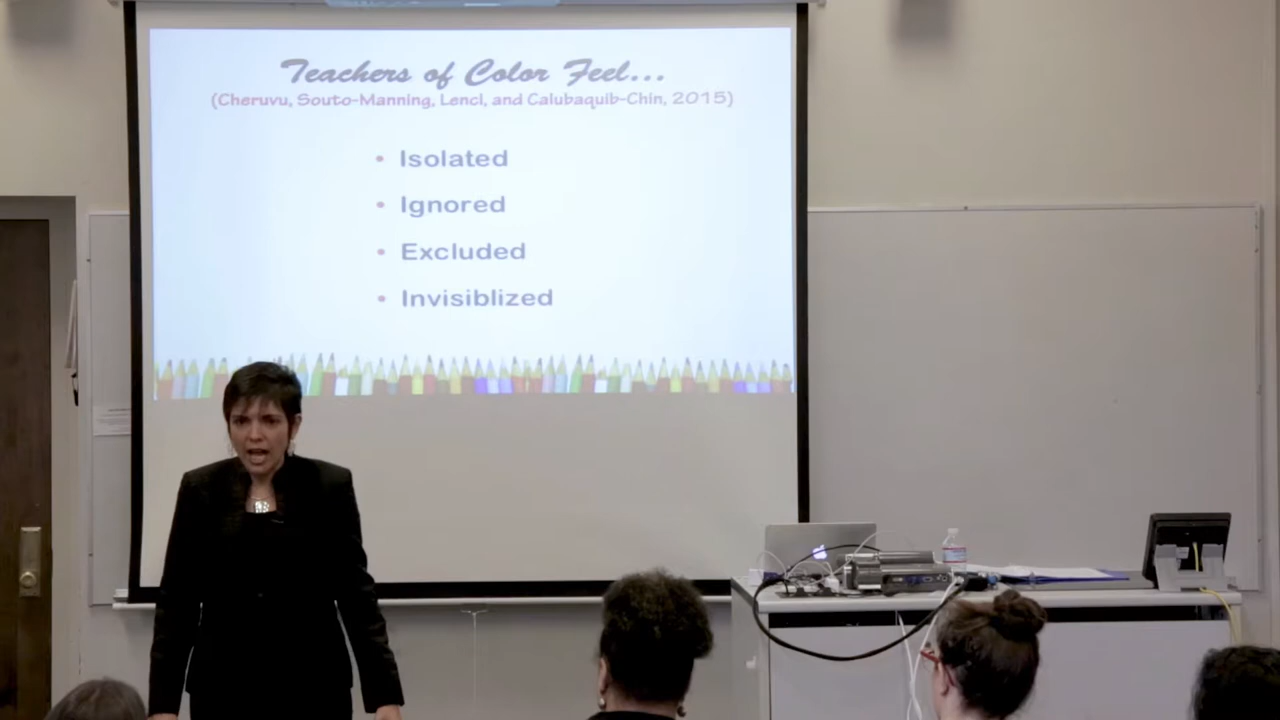 Teachers of Color Feel...
(Cheruvu, Souto-Manning, Lencl, and Calubaquib-Chin, 2015)
• Isolated
• Ignored
• Excluded
• Invisiblized